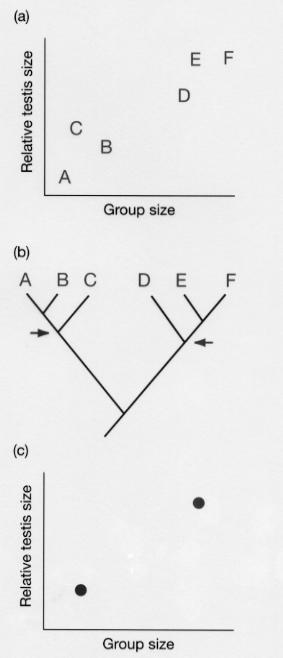 (a)
Relative testis size
E F
D
C
B
A
Group size
(b)
A B C D E F
(c)
Relative testis size
Group size